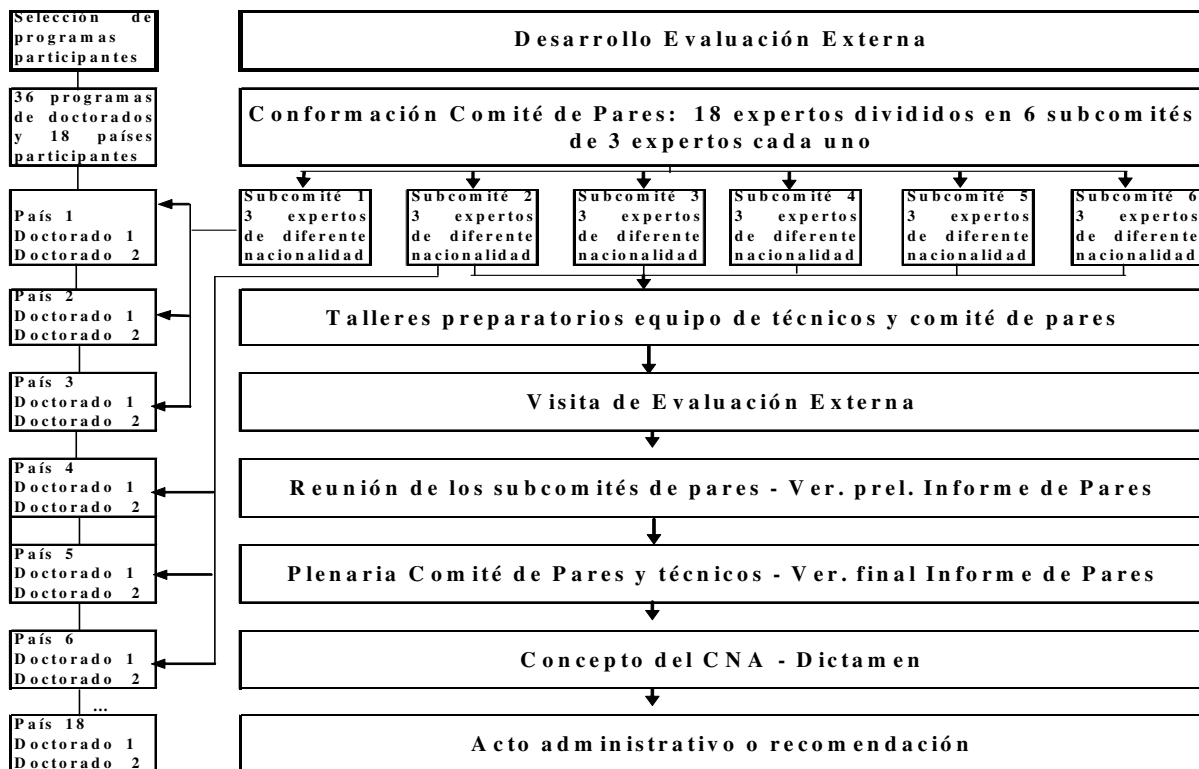 Selección de
programas
participantes
Desarrollo Evaluación Externa
36 programas
de doctorados
y 18 países
participantes
Conformación Comité de Pares: 18 expertos divididos en 6 subcomités
de 3 expertos cada uno
Subcomité 1
3 expertos
de diferente
nacionalidad
Subcomité 2
3 expertos
de diferente
nacionalidad
Subcomité 3
3 expertos
de diferente
nacionalidad
Subcomité 4
3 expertos
de diferente
nacionalidad
Subcomité 5
3 expertos
de diferente
nacionalidad
Subcomité 6
3 expertos
de diferente
nacionalidad
País 1
Doctorado 1
Doctorado 2
País 2
Doctorado 1
Doctorado 2
Talleres preparatorios equipo de técnicos y comité de pares
País 3
Doctorado 1
Doctorado 2
Visita de Evaluación Externa
País 4
Doctorado 1
Doctorado 2
Reunión de los subcomités de pares - Ver. prel. Informe de Pares
País 5
Doctorado 1
Doctorado 2
Plenaria Comité de Pares y técnicos - Ver. final Informe de Pares
País 6
Doctorado 1
Doctorado 2
Concepto del CNA - Dictamen
...
País 18
Doctorado 1
Doctorado 2
Acto administrativo o recomendación